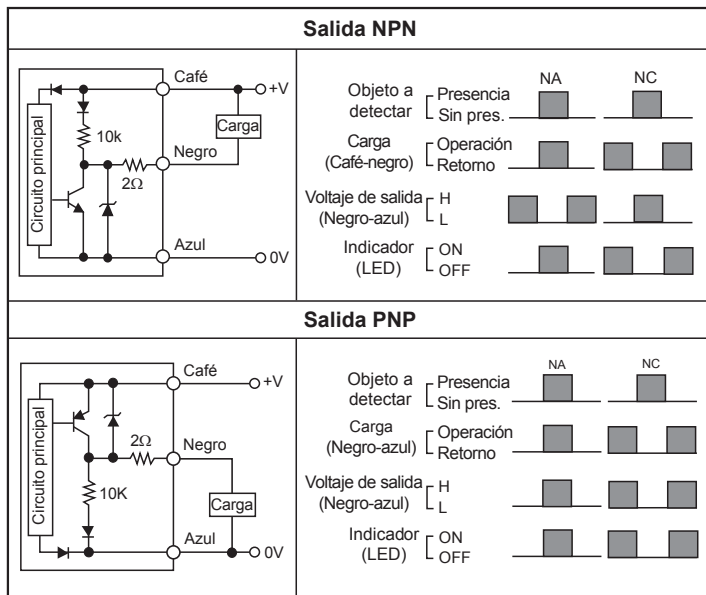 Salida NPN
Café
+V
10k
Carga
Negro
2Ω
Circuito principal
Azul
0V
NA NC
Objeto a detectar
Presencia
Sin pres.
Carga (Café-negro)
Operación
Retorno
Voltaje de salida (Negro-azul)
H
L
Indicador (LED)
ON
OFF
Salida PNP
Café
+V
Negro
2Ω
10K
Carga
Circuito principal
Azul
0V
NA NC
Objeto a detectar
Presencia
Sin pres.
Carga (Negro-azul)
Operación
Retorno
Voltaje de salida (Negro-azul)
H
L
Indicador (LED)
ON
OFF